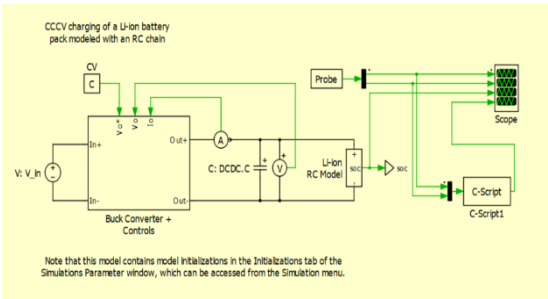 CCCV charging of a Li-ion battery
pack modeled with an RC chain
CV
C
Probe
Vo*
Vo
Io
Scope
In+
Out+
A
V: V_in
C: DCDC.C
V
Li-ion
RC Model
soc
soc
C-Script
C-Script1
In-
Out-
Buck Converter +
Controls
Note that this model contains model initializations in the Initializations tab of the
Simulations Parameter window, which can be accessed from the Simulation menu.